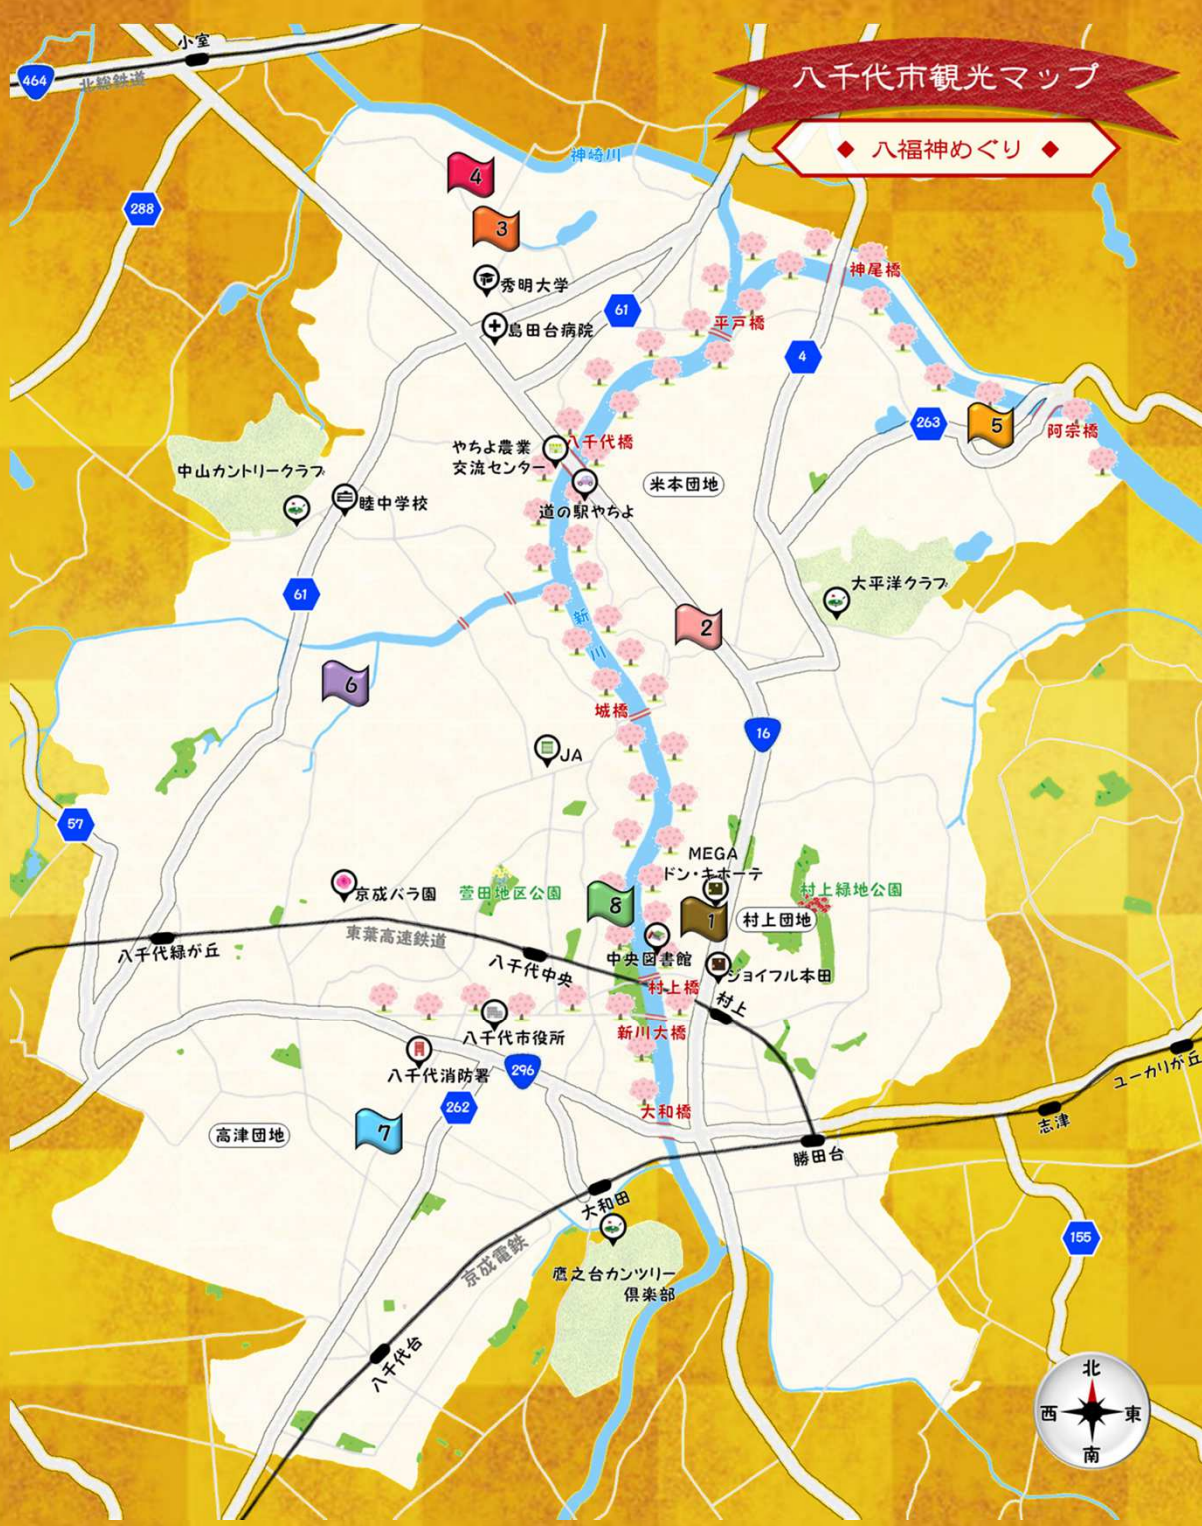 八千代市観光マップ
◆ 八福神めぐり ◆
小室
464
北総鉄道
神崎川
288
4
3
秀明大学
61
島田台病院
神尾橋
平戸橋
4
263
5
阿宗橋
八千代橋
やちよ農業
交流センター
中山カントリークラブ
睦中学校
米本団地
道の駅やちよ
大平洋クラブ
61
新川
2
6
城橋
16
JA
57
MEGA
ドン・キホーテ
京成バラ園
萱田地区公園
8
1
村上緑地公園
村上団地
東葉高速鉄道
八千代緑が丘
八千代中央
中央図書館
ジョイフル本田
村上橋
村上
八千代市役所
新川大橋
八千代消防署
296
262
大和橋
7
高津団地
勝田台
志津
ユーカリが丘
大和田
京成電鉄
鷹之台カンツリー
倶楽部
155
八千代台
北
西
東
南